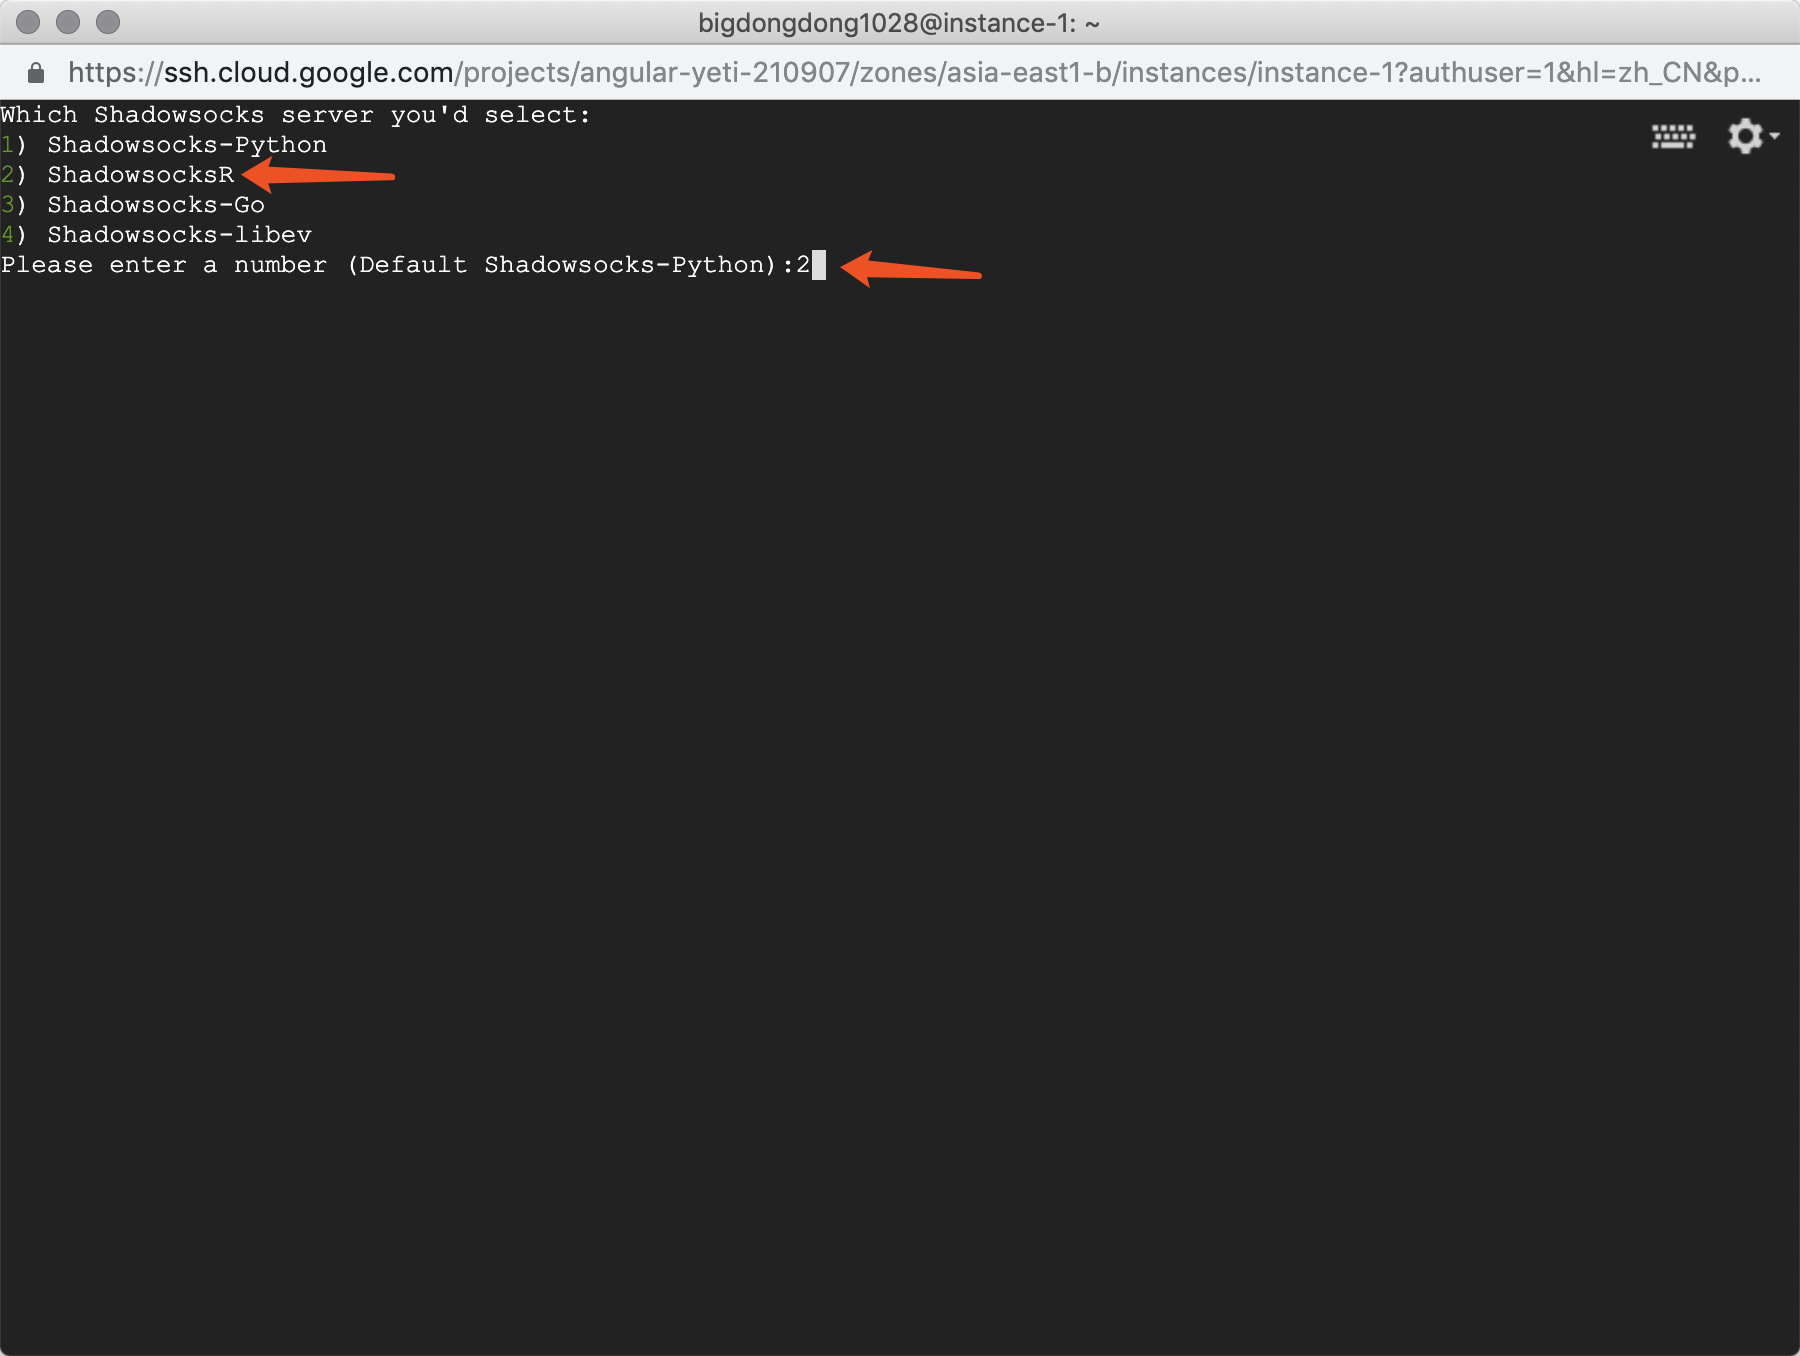 bigdongdong1028@instance-1: ~
https://ssh.cloud.google.com/projects/angular-yeti-210907/zones/asia-east1-b/instances/instance-1?authuser=1&hl=zh_CN&p...
Which Shadowsocks server you'd select:
1) Shadowsocks-Python
2) ShadowsocksR
3) Shadowsocks-Go
4) Shadowsocks-libev
Please enter a number (Default Shadowsocks-Python):2